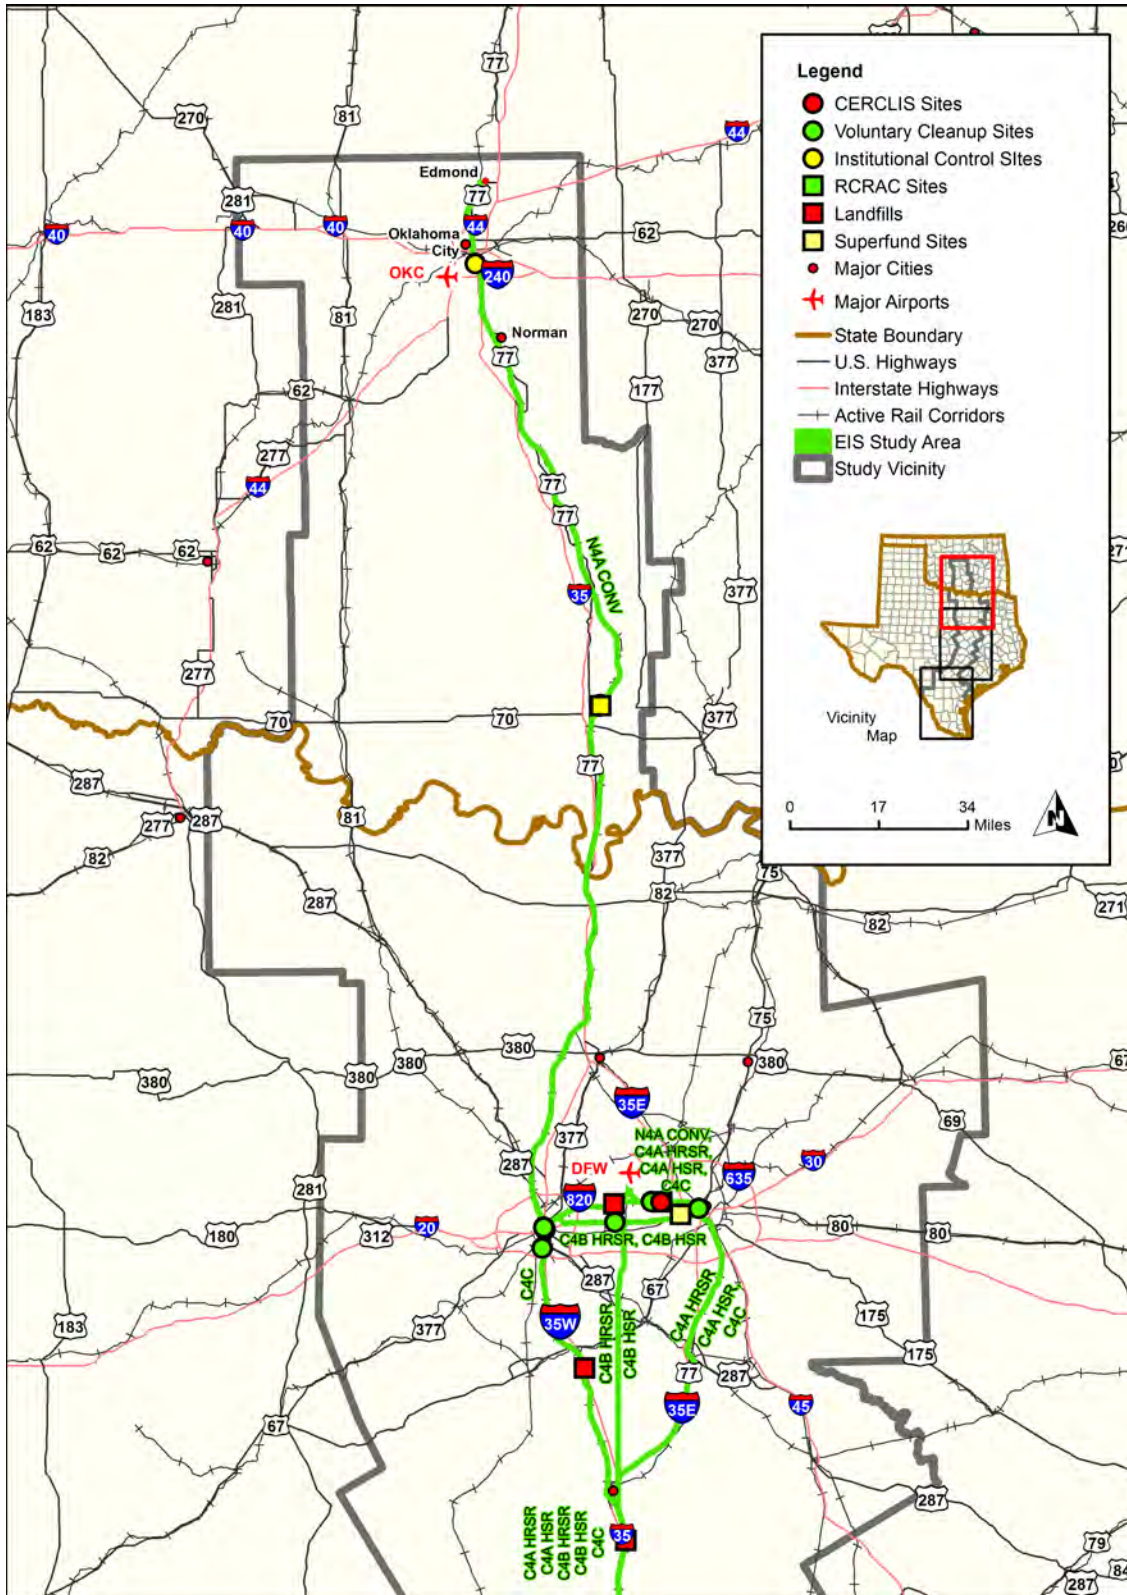 Legend
CERCLIS Sites
Voluntary Cleanup Sites
Institutional Control SItes
RCRAC Sites
Landfills
Superfund Sites
Major Cities
Major Airports
State Boundary
U.S. Highways
Interstate Highways
Active Rail Corridors
EIS Study Area
Study Vicinity
Vicinity
Map
0 17 34
Miles
N
77
270
81
44
Edmond
77
281
40
40
40
44
Oklahoma
City
62
OKC
240
183
281
81
270
270
Norman
77
377
62
177
277
44
77
77
62
62
62
N4A CONV
35
377
277
70
70
377
77
287
277
287
81
82
377
75
287
82
82
271
75
380
380
380
380
380
67
35E
69
377
N4A CONV,
C4A HRSR,
C4A HSR,
C4C
287
DFW
30
635
281
820
20
180
312
80
80
C4B HRSR, C4B HSR
C4C
287
67
C4A HRSR
C4A HSR,
C4C
35W
183
377
C4B HRSR
C4B HSR
175
175
77
287
35E
45
67
287
C4A HRSR
C4A HSR
C4B HRSR
C4B HSR
C4C
35
79
287
84